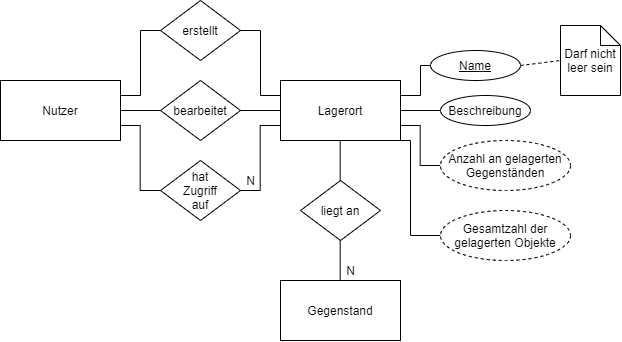 erstellt
Nutzer
bearbeitet
hat
Zugriff
auf
N
Lagerort
Name
Darf nicht
leer sein
Beschreibung
Anzahl an gelagerten
Gegenständen
Gesamtzahl der
gelagerten Objekte
liegt an
N
Gegenstand